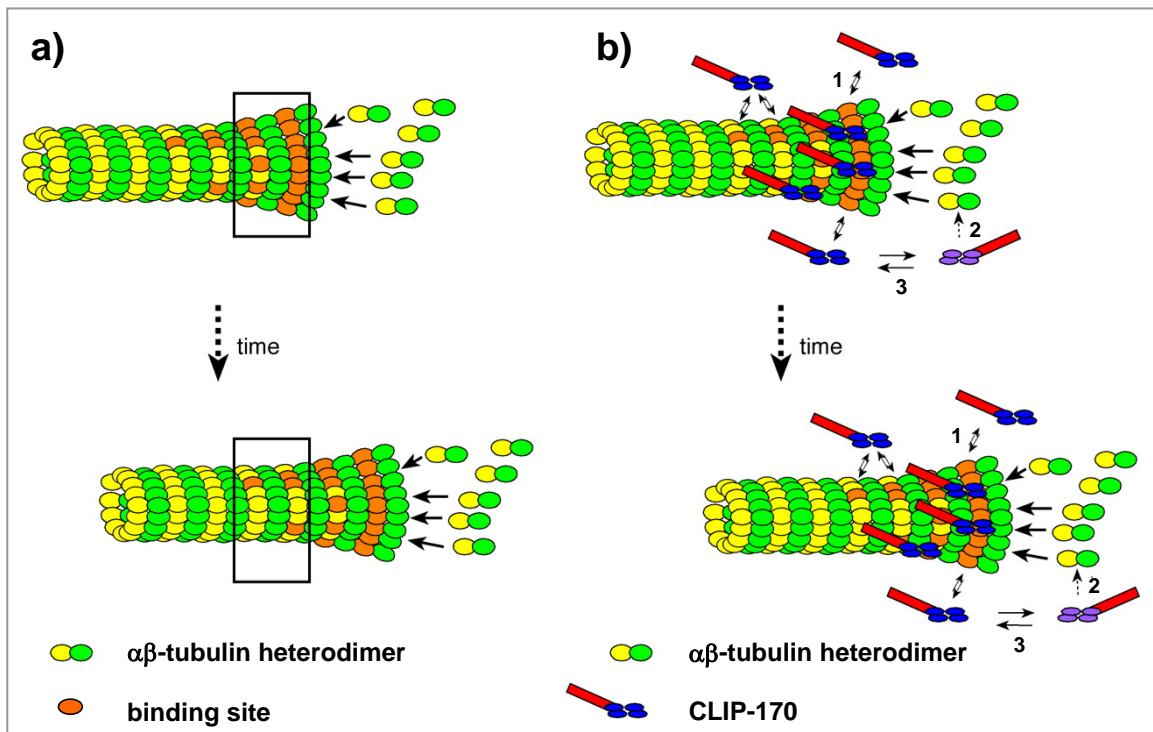 a)
time
αβ-tubulin heterodimer
binding site
b)
1
2
3
time
1
2
3
αβ-tubulin heterodimer
CLIP-170